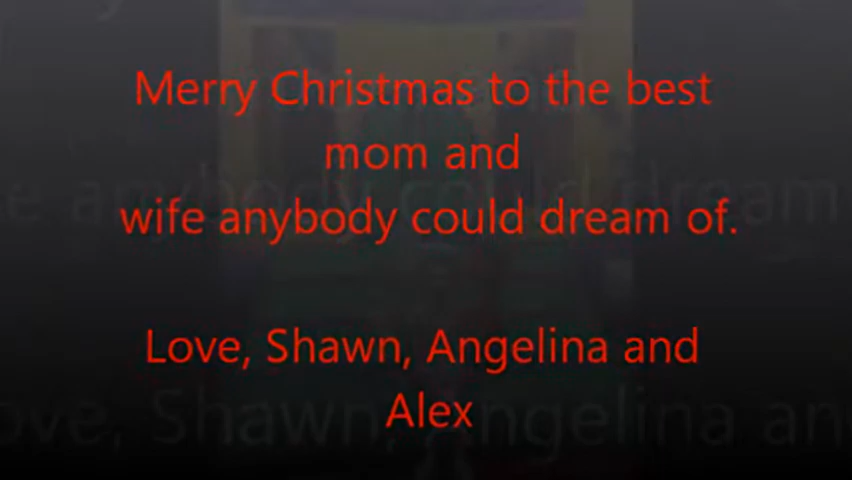 Merry Christmas to the best
mom and
wife anybody could dream of.
Love, Shawn, Angelina and
Alex